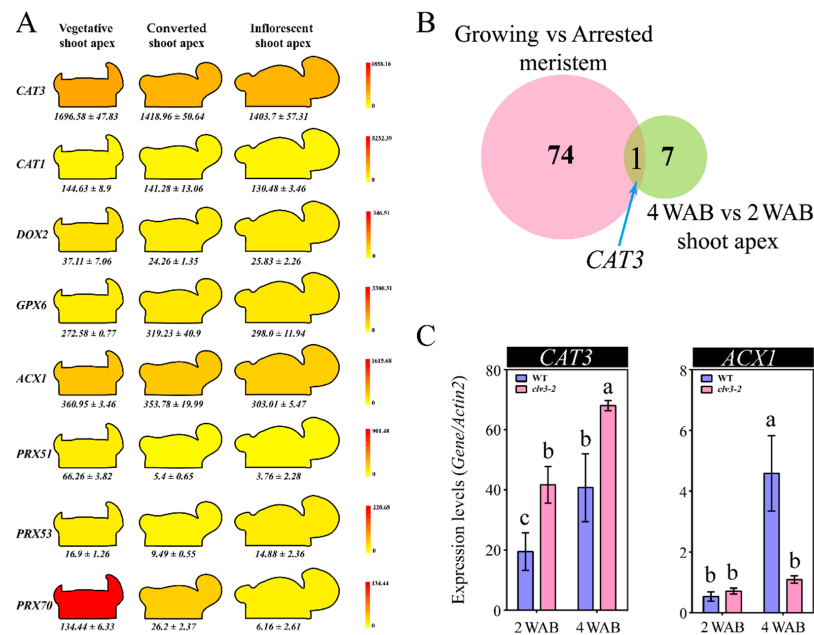 A
Vegetative shoot apex
Converted shoot apex
Inflorescent shoot apex
CAT3
1696.58 ± 47.83
1418.96 ± 50.64
1403.7 ± 57.31
6858.16
0
CAT1
144.63 ± 8.9
141.28 ± 13.06
130.48 ± 3.46
5232.39
0
DOX2
37.11 ± 7.06
24.26 ± 1.35
25.83 ± 2.26
346.51
0
GPX6
272.58 ± 0.77
319.23 ± 40.9
298.0 ± 11.94
3380.31
0
ACX1
360.95 ± 3.46
353.78 ± 19.99
303.01 ± 5.47
1615.68
0
PRX51
66.26 ± 3.82
5.4 ± 0.65
3.76 ± 2.28
901.48
0
PRX53
16.9 ± 1.26
9.49 ± 0.55
14.88 ± 2.36
220.68
0
PRX70
134.44 ± 6.33
26.2 ± 2.37
6.16 ± 2.61
134.44
0
B
Growing vs Arrested
meristem
74
1
7
4 WAB vs 2 WAB
shoot apex
CAT3
C
Expression levels (Gene/Actin2)
CAT3
WT
clv3-2
80
60
40
20
0
c
b
b
a
2 WAB
4 WAB
ACX1
WT
clv3-2
8
6
4
2
0
b
b
a
b
2 WAB
4 WAB